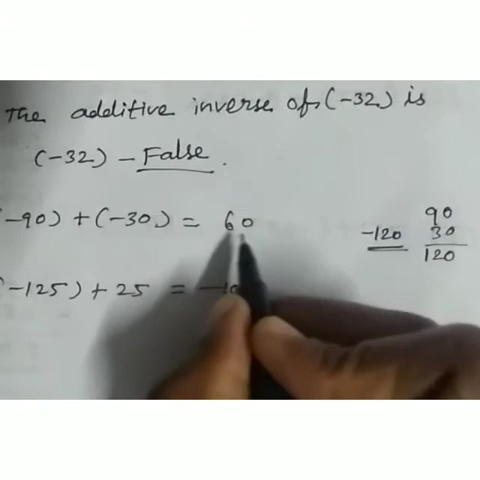 The additive inverse of (-32) is
(-32) - False.
-90) + (-30) = 60
-120
90
30
120
-125) + 25 =